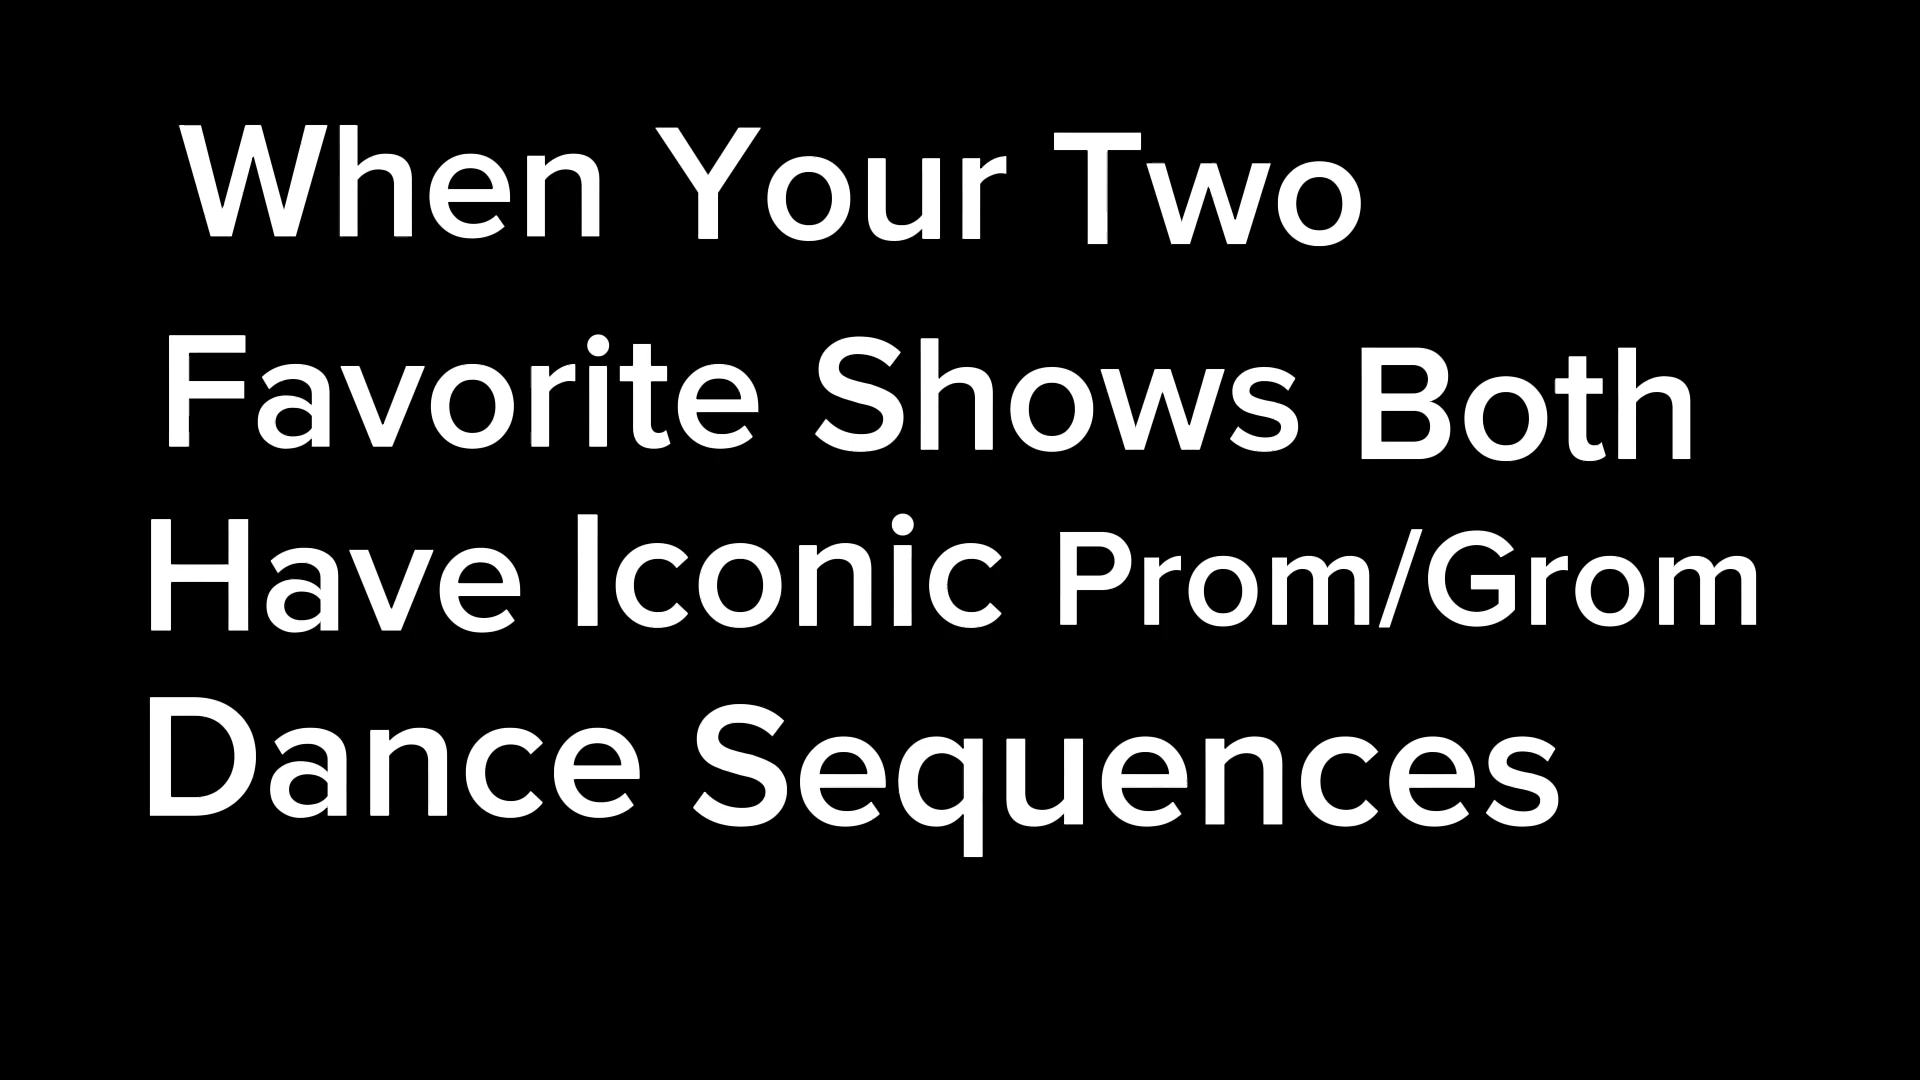 When Your Two
Favorite Shows Both
Have Iconic Prom/Grom
Dance Sequences